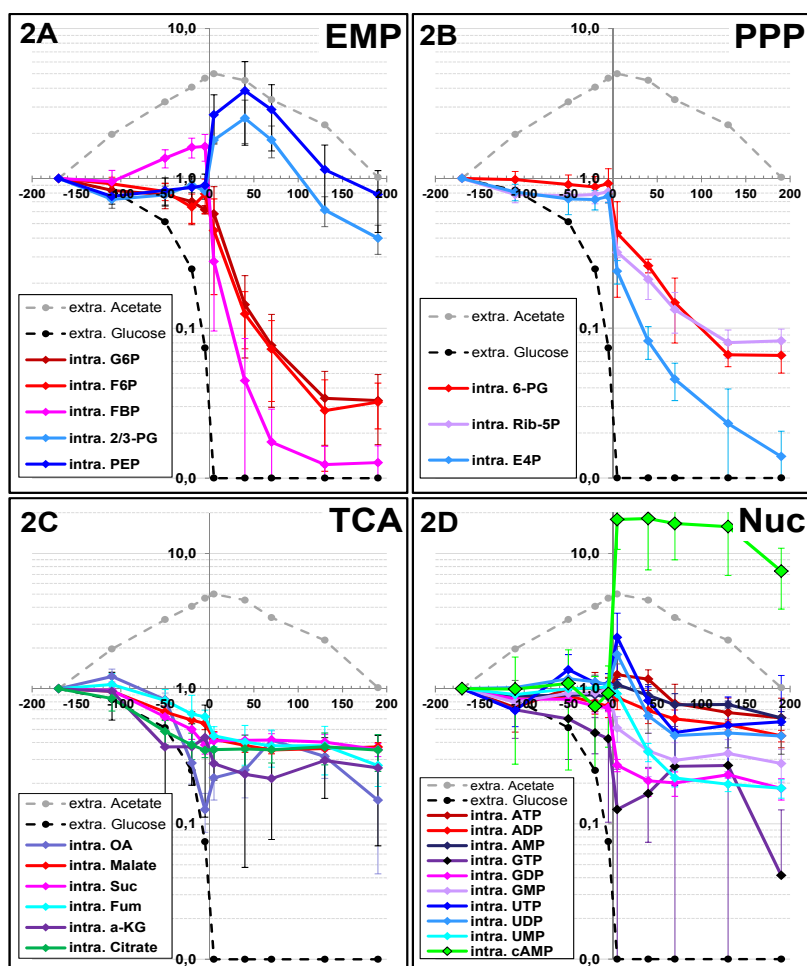 2A EMP
10,0
1,0
-200 -150 -100 -50 0 50 100 150 200
0,1
0,0
extra. Acetate
extra. Glucose
intra. G6P
intra. F6P
intra. FBP
intra. 2/3-PG
intra. PEP
2B PPP
10,0
1,0
-200 -150 -100 -50 0 50 100 150 200
0,1
0,0
extra. Acetate
extra. Glucose
intra. 6-PG
intra. Rib-5P
intra. E4P
2C TCA
10,0
1,0
-200 -150 -100 -50 0 50 100 150 200
0,1
0,0
extra. Acetate
extra. Glucose
intra. OA
intra. Malate
intra. Suc
intra. Fum
intra. a-KG
intra. Citrate
2D Nuc
10,0
1,0
-200 -150 -100 -50 0 50 100 150 200
0,1
0,0
extra. Acetate
extra. Glucose
intra. ATP
intra. ADP
intra. AMP
intra. GTP
intra. GDP
intra. GMP
intra. UTP
intra. UDP
intra. UMP
intra. cAMP